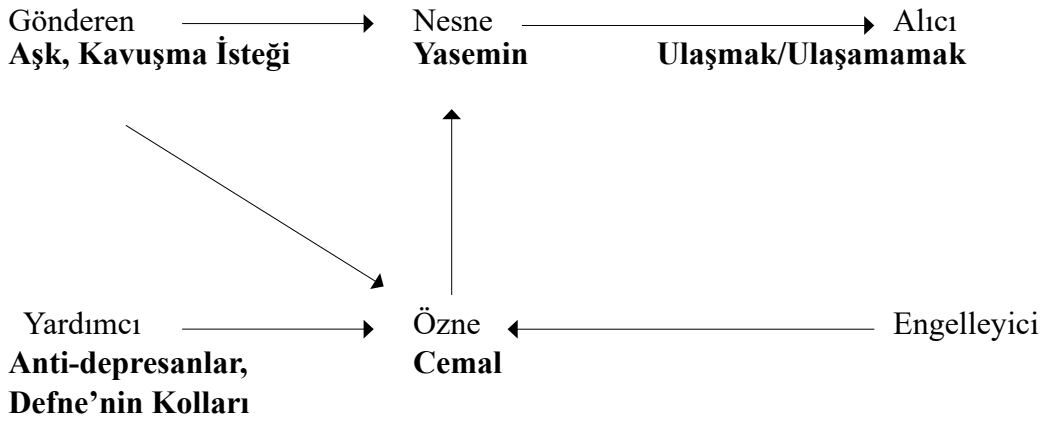 Gönderen Nesne Alıcı
Aşk, Kavuşma İsteği Yasemin Ulaşmak/Ulaşamamak
Yardımcı Özne Engelleyici
Anti-depresanlar, Cemal
Defne’nin Kolları